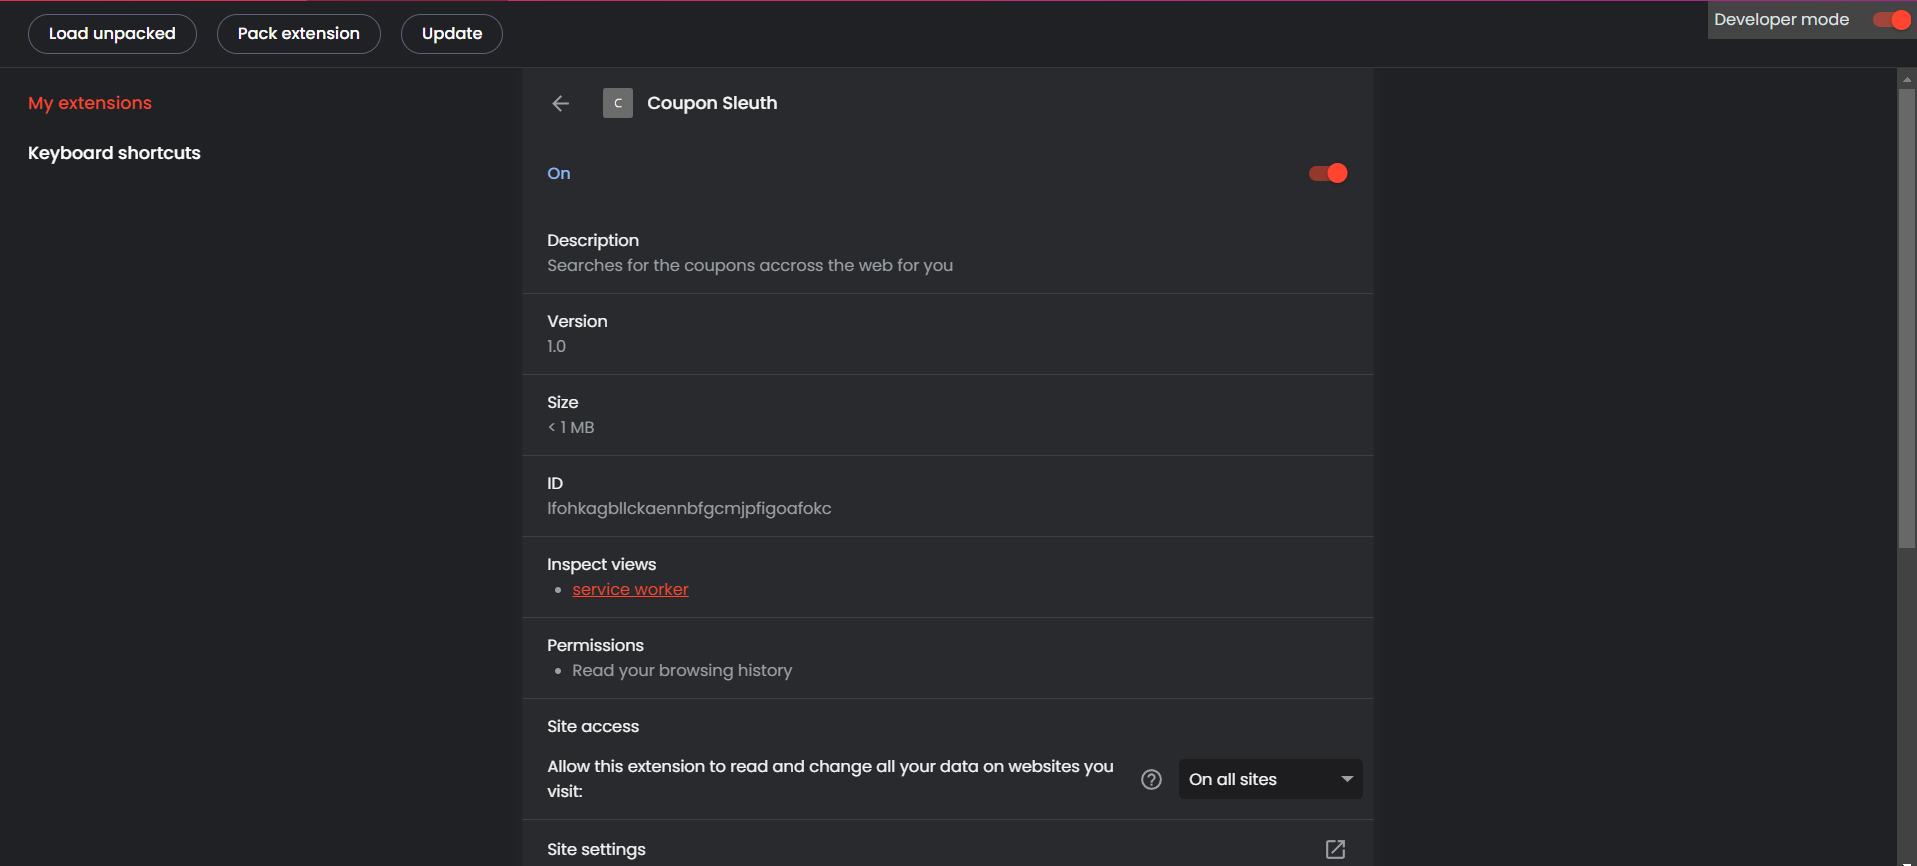 Load unpacked
Pack extension
Update
Developer mode
My extensions
Keyboard shortcuts
C
Coupon Sleuth
On
Description
Searches for the coupons accross the web for you
Version
1.0
Size
< 1 MB
ID
lfohkagbllckaennbfgcmjpfigoafokc
Inspect views
service worker
Permissions
Read your browsing history
Site access
Allow this extension to read and change all your data on websites you
visit:
On all sites
Site settings